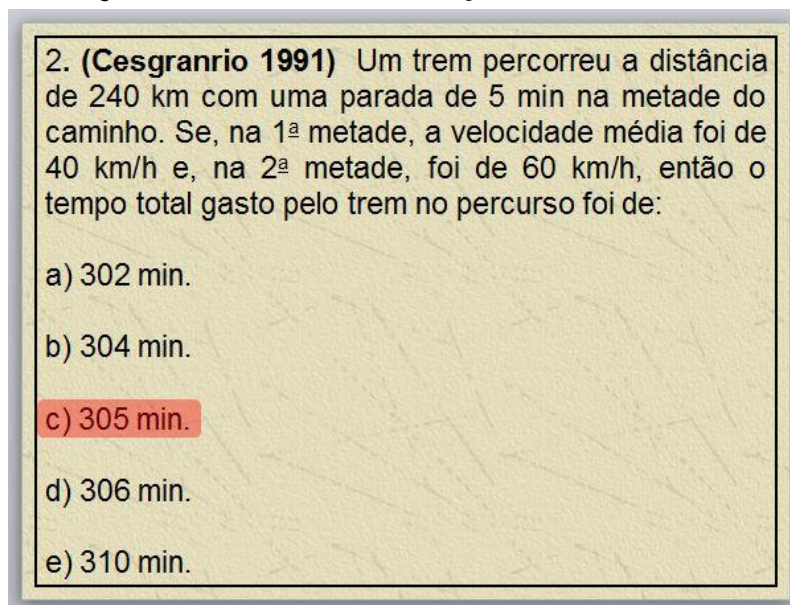 2. (Cesgranrio 1991) Um trem percorreu a distância
de 240 km com uma parada de 5 min na metade do
caminho. Se, na 1ª metade, a velocidade média foi de
40 km/h e, na 2ª metade, foi de 60 km/h, então o
tempo total gasto pelo trem no percurso foi de:
a) 302 min.
b) 304 min.
c) 305 min.
d) 306 min.
e) 310 min.